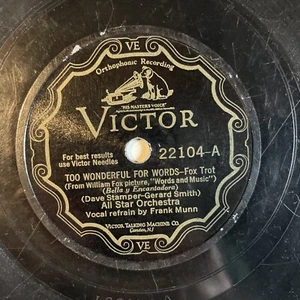 VE
Orthophonic Recording
"HIS MASTER'S VOICE"
VICTOR
For best results
use Victor Needles
22104-A
TOO WONDERFUL FOR WORDS-Fox Trot
(From William Fox picture, "Words and Music")
(Bella y Encantadora)
(Dave Stamper-Gerard Smith)
All Star Orchestra
Vocal refrain by Frank Munn
VICTOR TALKING MACHINE CO.
Camden, N.J.
VE